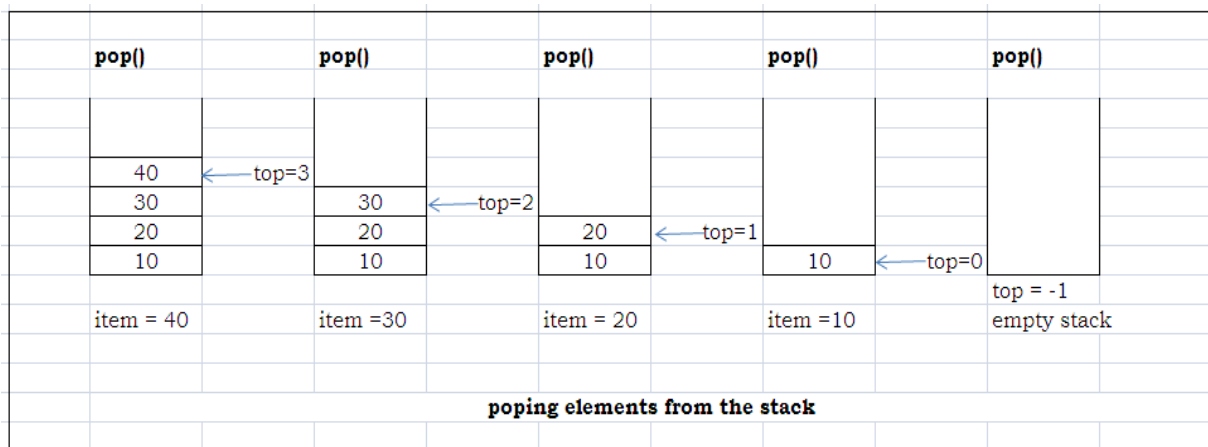 pop() pop() pop() pop() pop()
40 top=3
30 30 top=2
20 20 20 top=1
10 10 10 10 top=0
top = -1
item = 40 item =30 item = 20 item =10 empty stack
poping elements from the stack